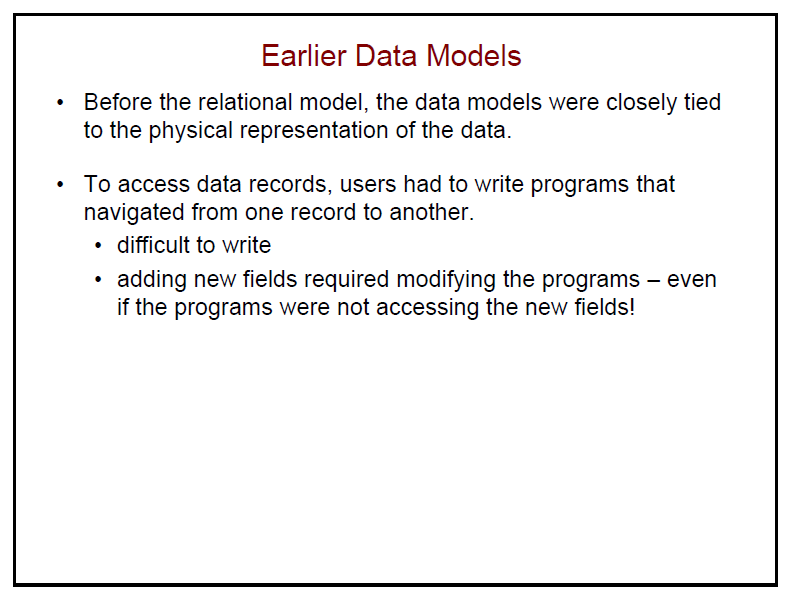 Earlier Data Models
• Before the relational model, the data models were closely tied
to the physical representation of the data.
• To access data records, users had to write programs that
navigated from one record to another.
• difficult to write
• adding new fields required modifying the programs – even
if the programs were not accessing the new fields!